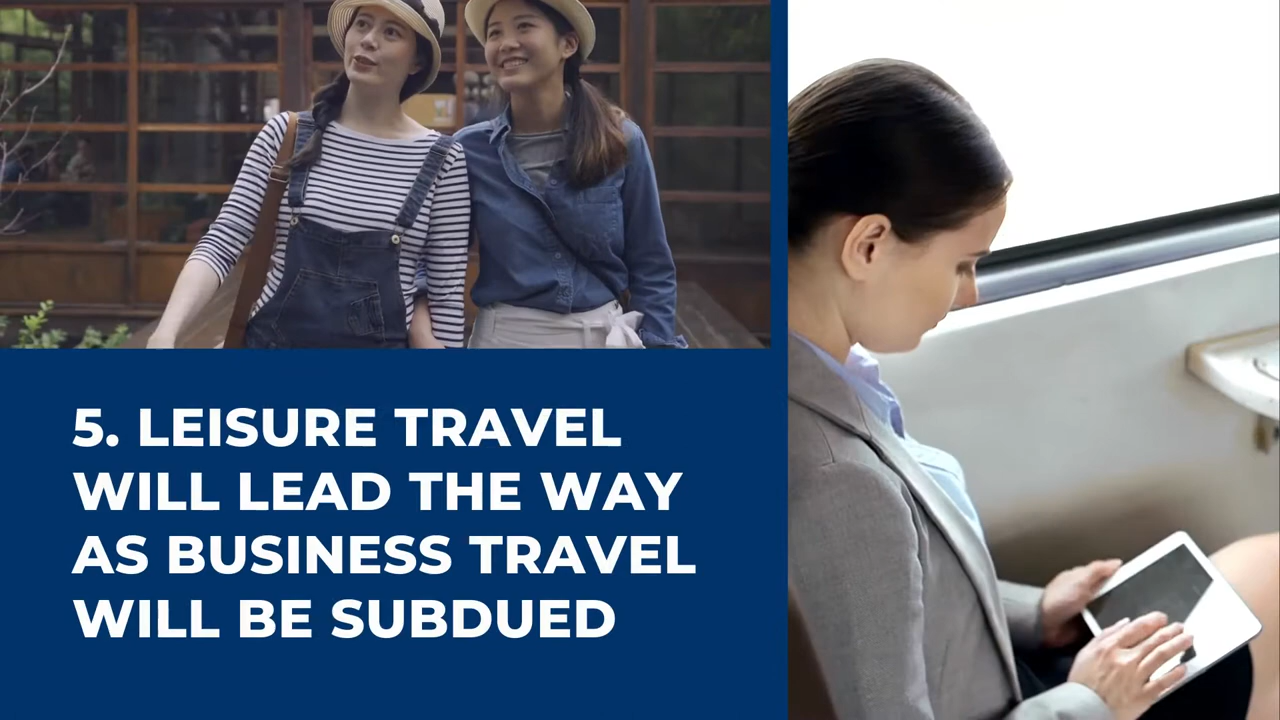 5. LEISURE TRAVEL
WILL LEAD THE WAY
AS BUSINESS TRAVEL
WILL BE SUBDUED